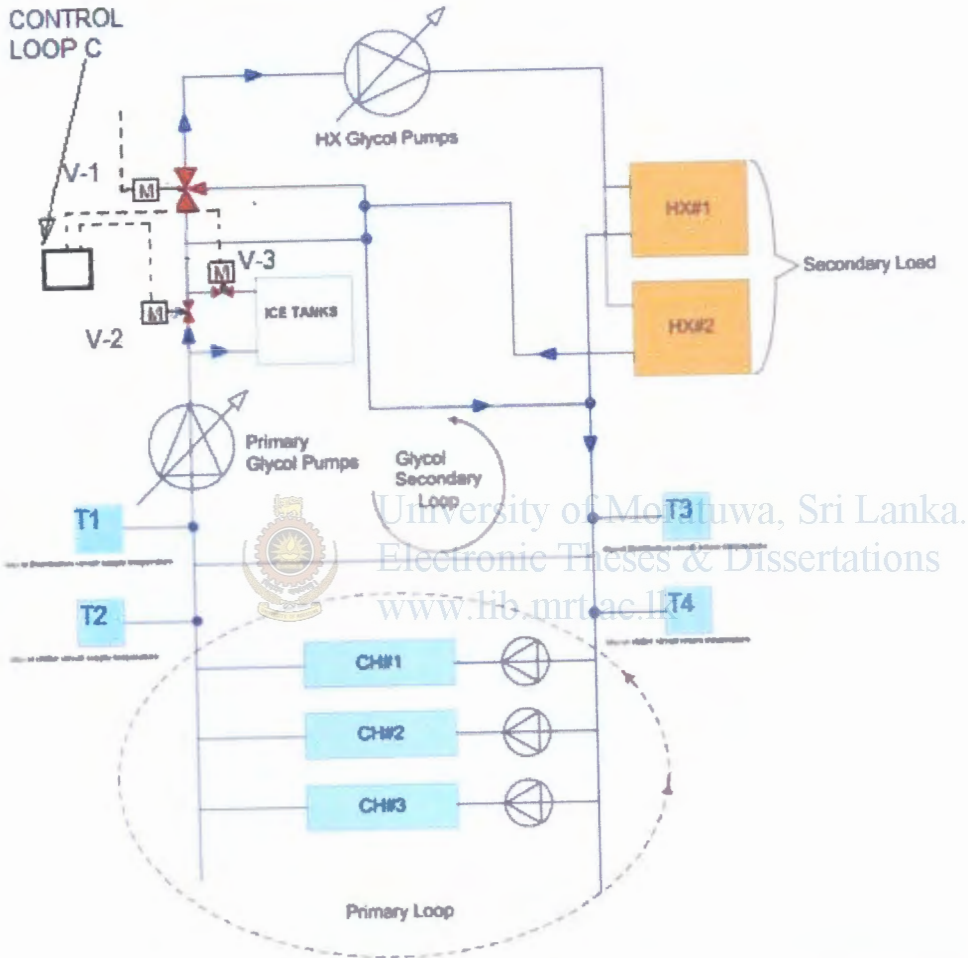 CONTROL
LOOP C
HX Glycol Pumps
V-1
M
HX#1
V-3
M
Secondary Load
ICE TANKS
M
HX#2
V-2
Primary
Glycol Pumps
Glycol
Secondary
Loop
T1
T3
University of Moratuwa, Sri Lanka.
Electronic Theses & Dissertations
www.lib.mrt.ac.lk
T2
T4
CH#1
CH#2
CH#3
Primary Loop